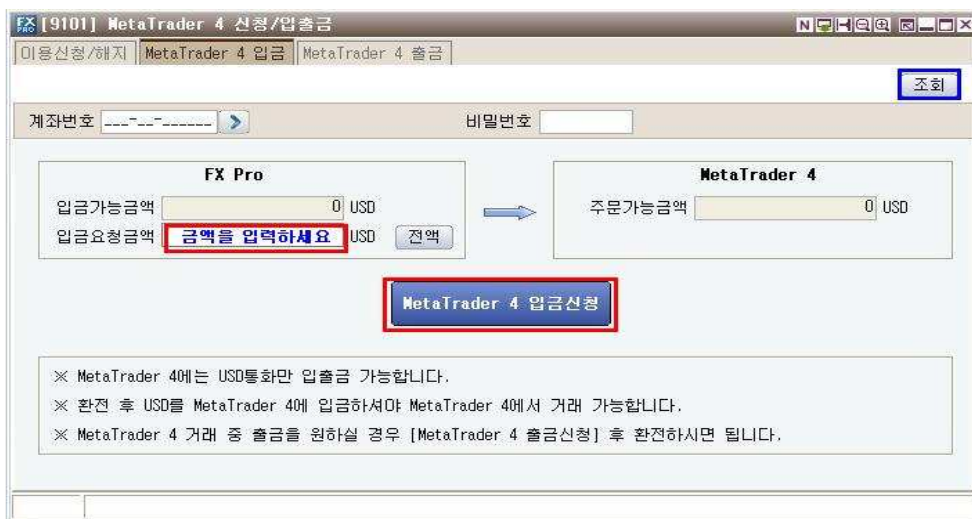 FX PRO [9101] MetaTrader 4 신청/입출금 N
이용신청/해지 MetaTrader 4 입금 MetaTrader 4 출금
조회
계좌번호 ___-__-______ 비밀번호
FX Pro
입금가능금액 0 USD
입금요청금액 금액을 입력하세요 USD 전액
MetaTrader 4
주문가능금액 0 USD
MetaTrader 4 입금신청
※ MetaTrader 4에는 USD통화만 입출금 가능합니다.
※ 환전 후 USD를 MetaTrader 4에 입금하셔야 MetaTrader 4에서 거래 가능합니다.
※ MetaTrader 4 거래 중 출금을 원하실 경우 [MetaTrader 4 출금신청] 후 환전하시면 됩니다.